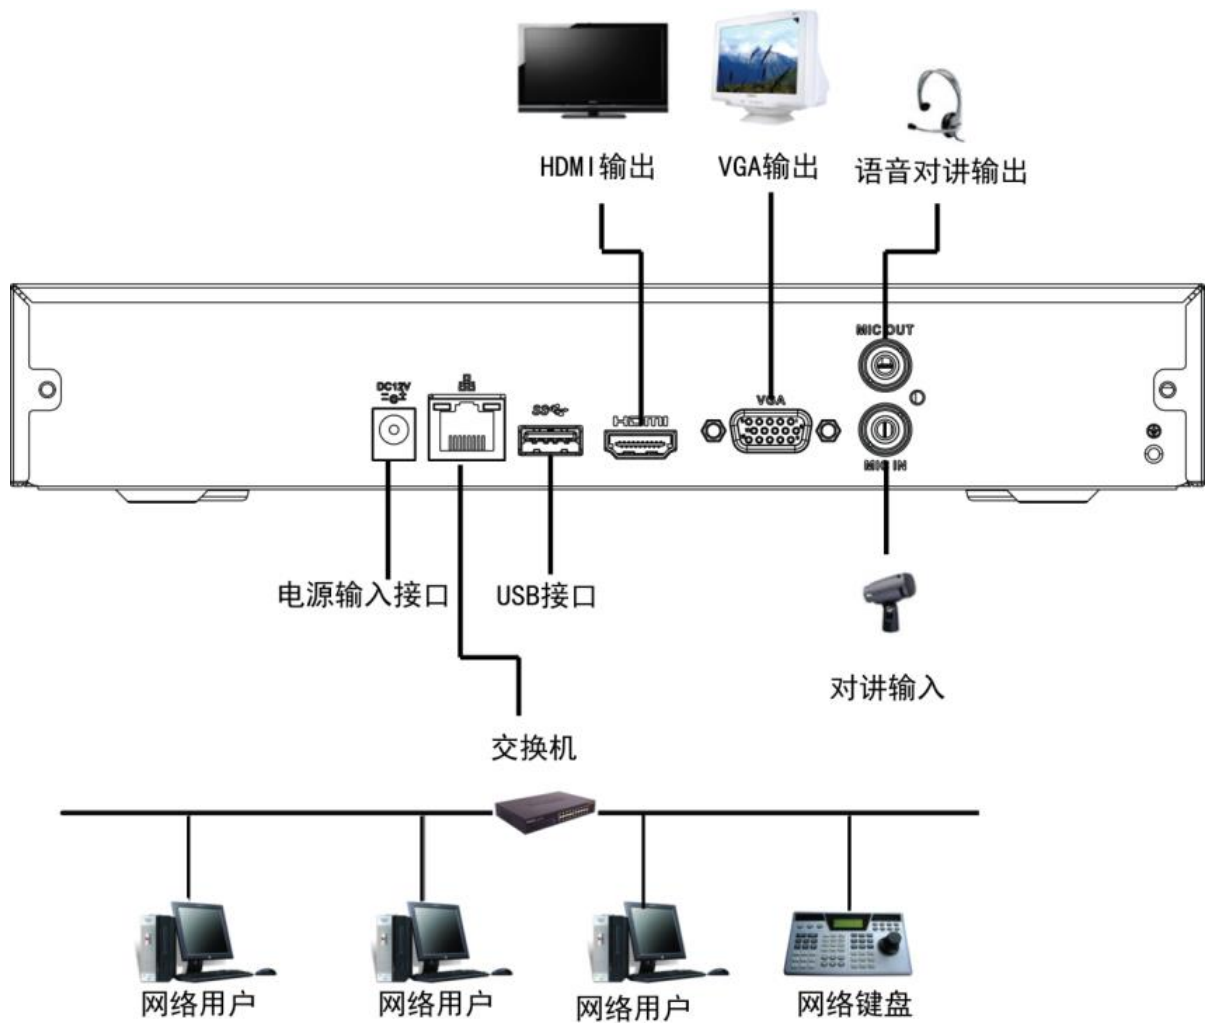 HDMI输出
VGA输出
语音对讲输出
MIC OUT
DC12V
SS
HDMI
VGA
MIC IN
电源输入接口
USB接口
对讲输入
交换机
网络用户
网络用户
网络用户
网络键盘